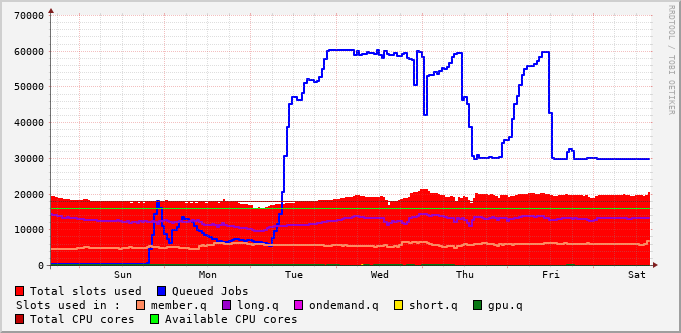 RRDTOOL / TOBI OETIKER
70000
60000
50000
40000
30000
20000
10000
0
Sun Mon Tue Wed Thu Fri Sat
Total slots used Queued Jobs
Slots used in : member.q long.q ondemand.q short.q gpu.q
Total CPU cores Available CPU cores